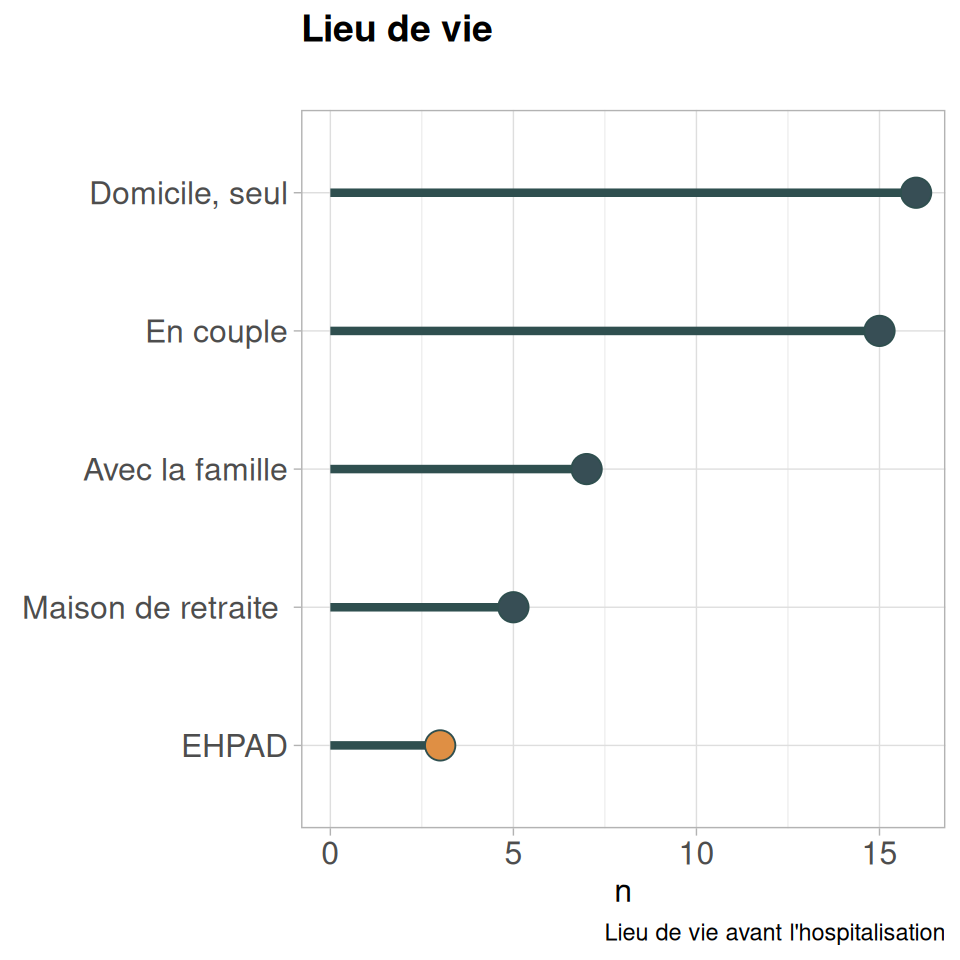 Lieu de vie
Domicile, seul
En couple
Avec la famille
Maison de retraite
EHPAD
0 5 10 15
n
Lieu de vie avant l'hospitalisation